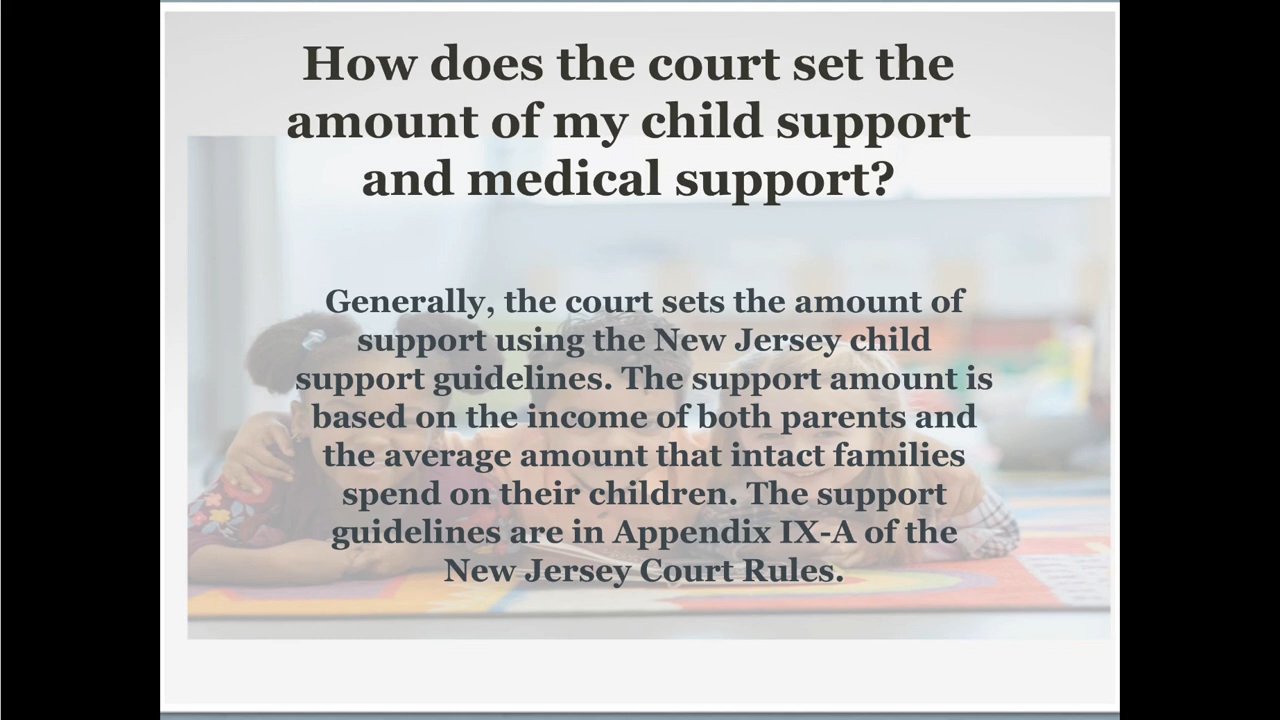 How does the court set the
amount of my child support
and medical support?
Generally, the court sets the amount of
support using the New Jersey child
support guidelines. The support amount is
based on the income of both parents and
the average amount that intact families
spend on their children. The support
guidelines are in Appendix IX-A of the
New Jersey Court Rules.